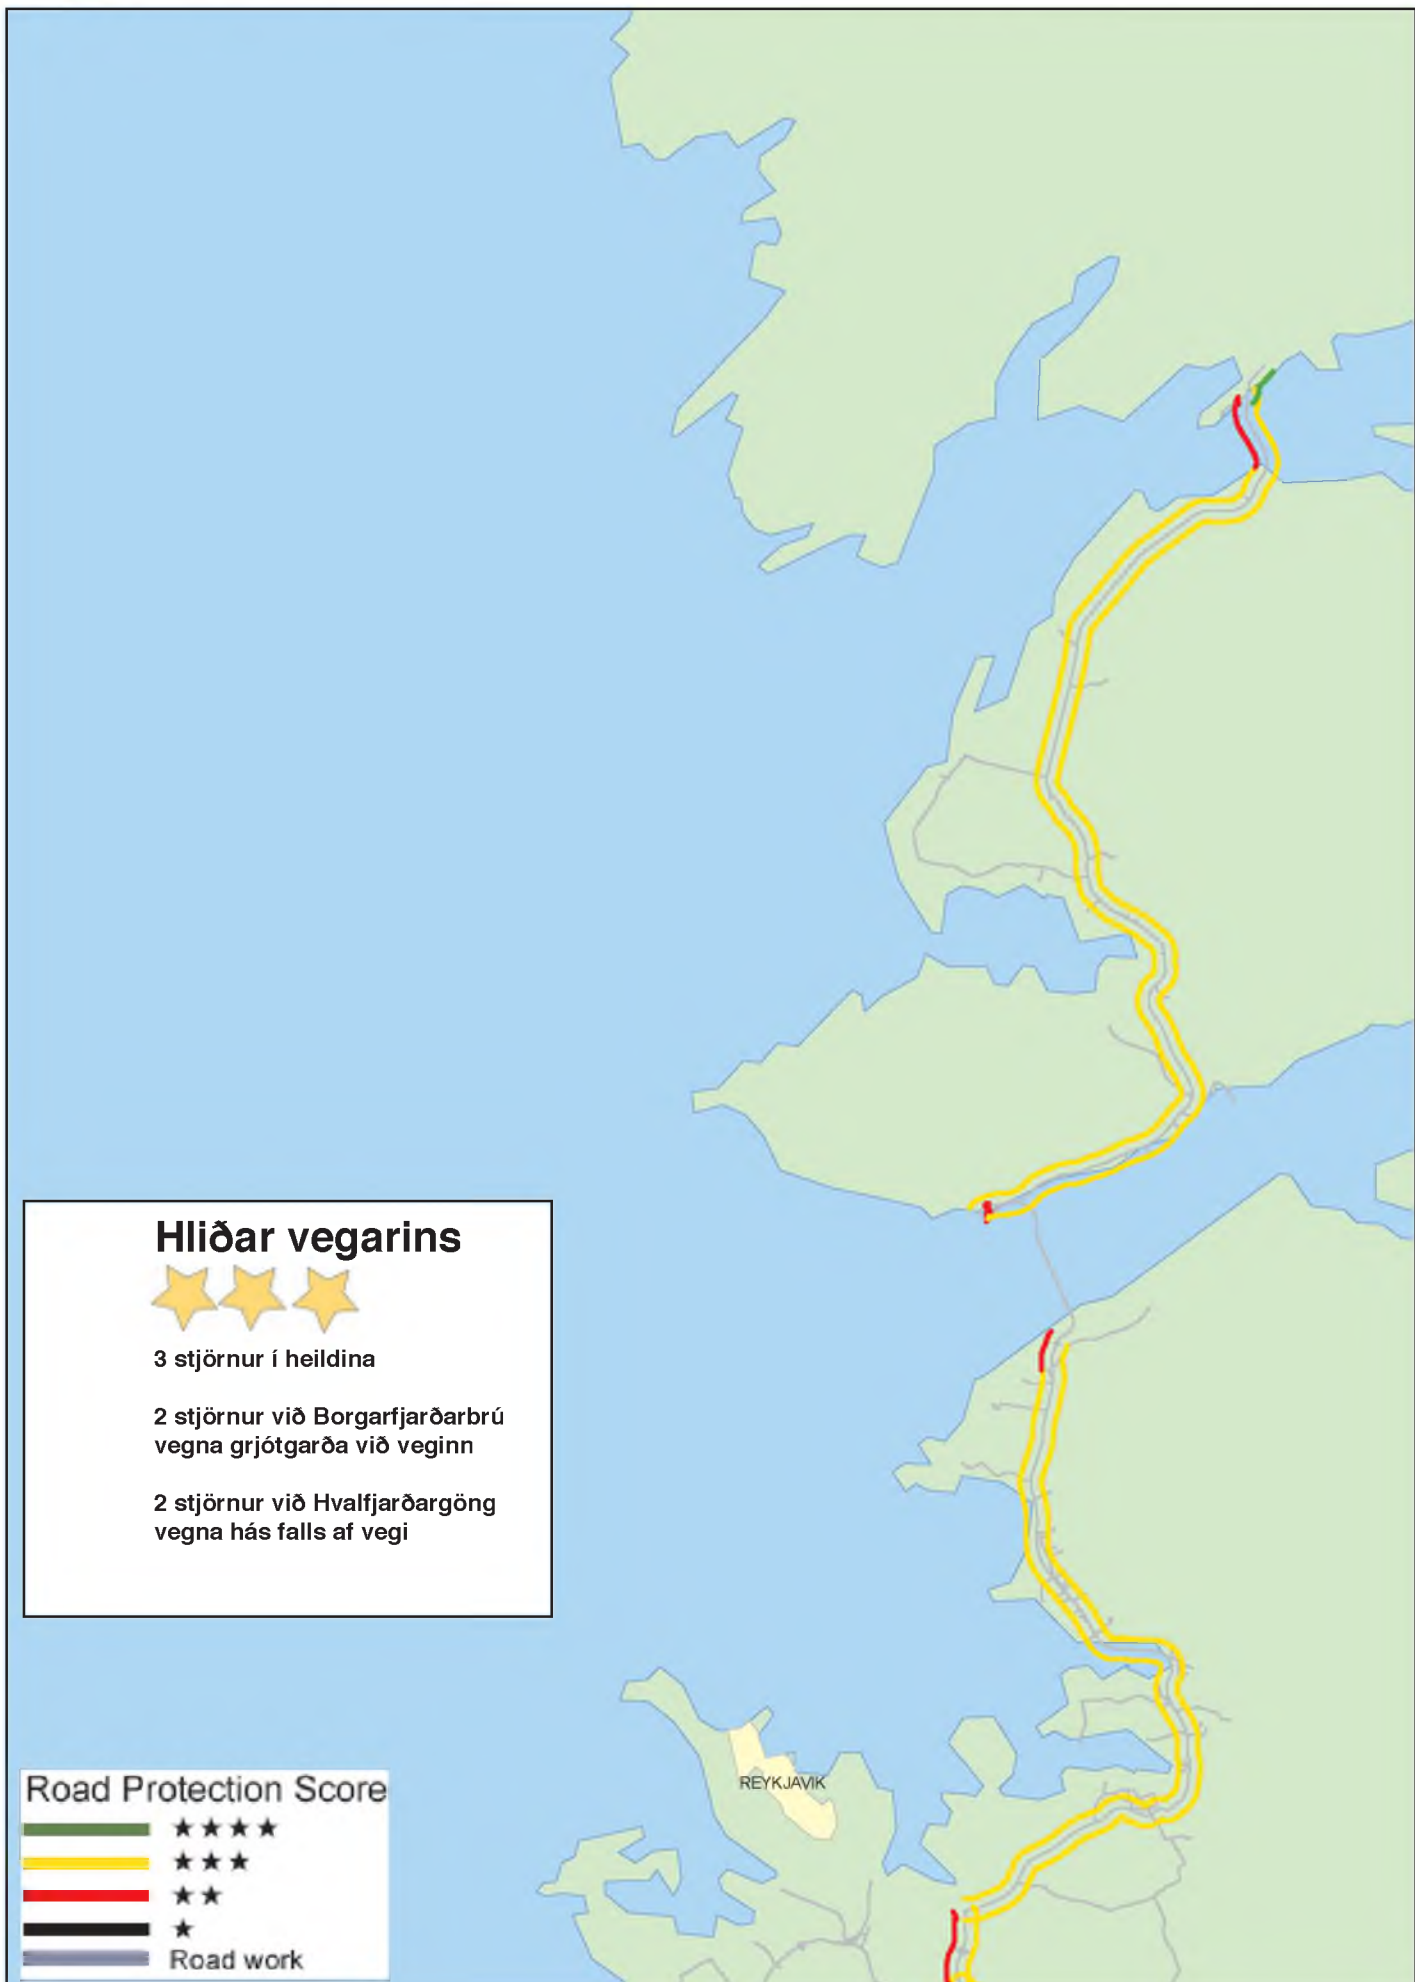 Hliðar vegarins
3 stjörnur í heildina
2 stjörnur við Borgarfjarðarbrú
vegna grjótgarða við veginn
2 stjörnur við Hvalfjarðargöng
vegna hás falls af vegi
REYKJAVIK
Road Protection Score
★★★★
★★★
★★
★
Road work